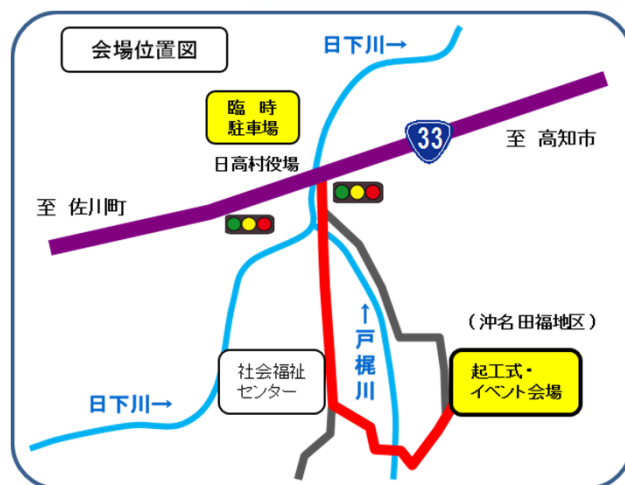 会場位置図
日下川→
臨 時
駐車場
33
至 高知市
日高村役場
至 佐川町
(沖名田福地区)
↑戸梶川
社会福祉
センター
起工式・
イベント会場
日下川→